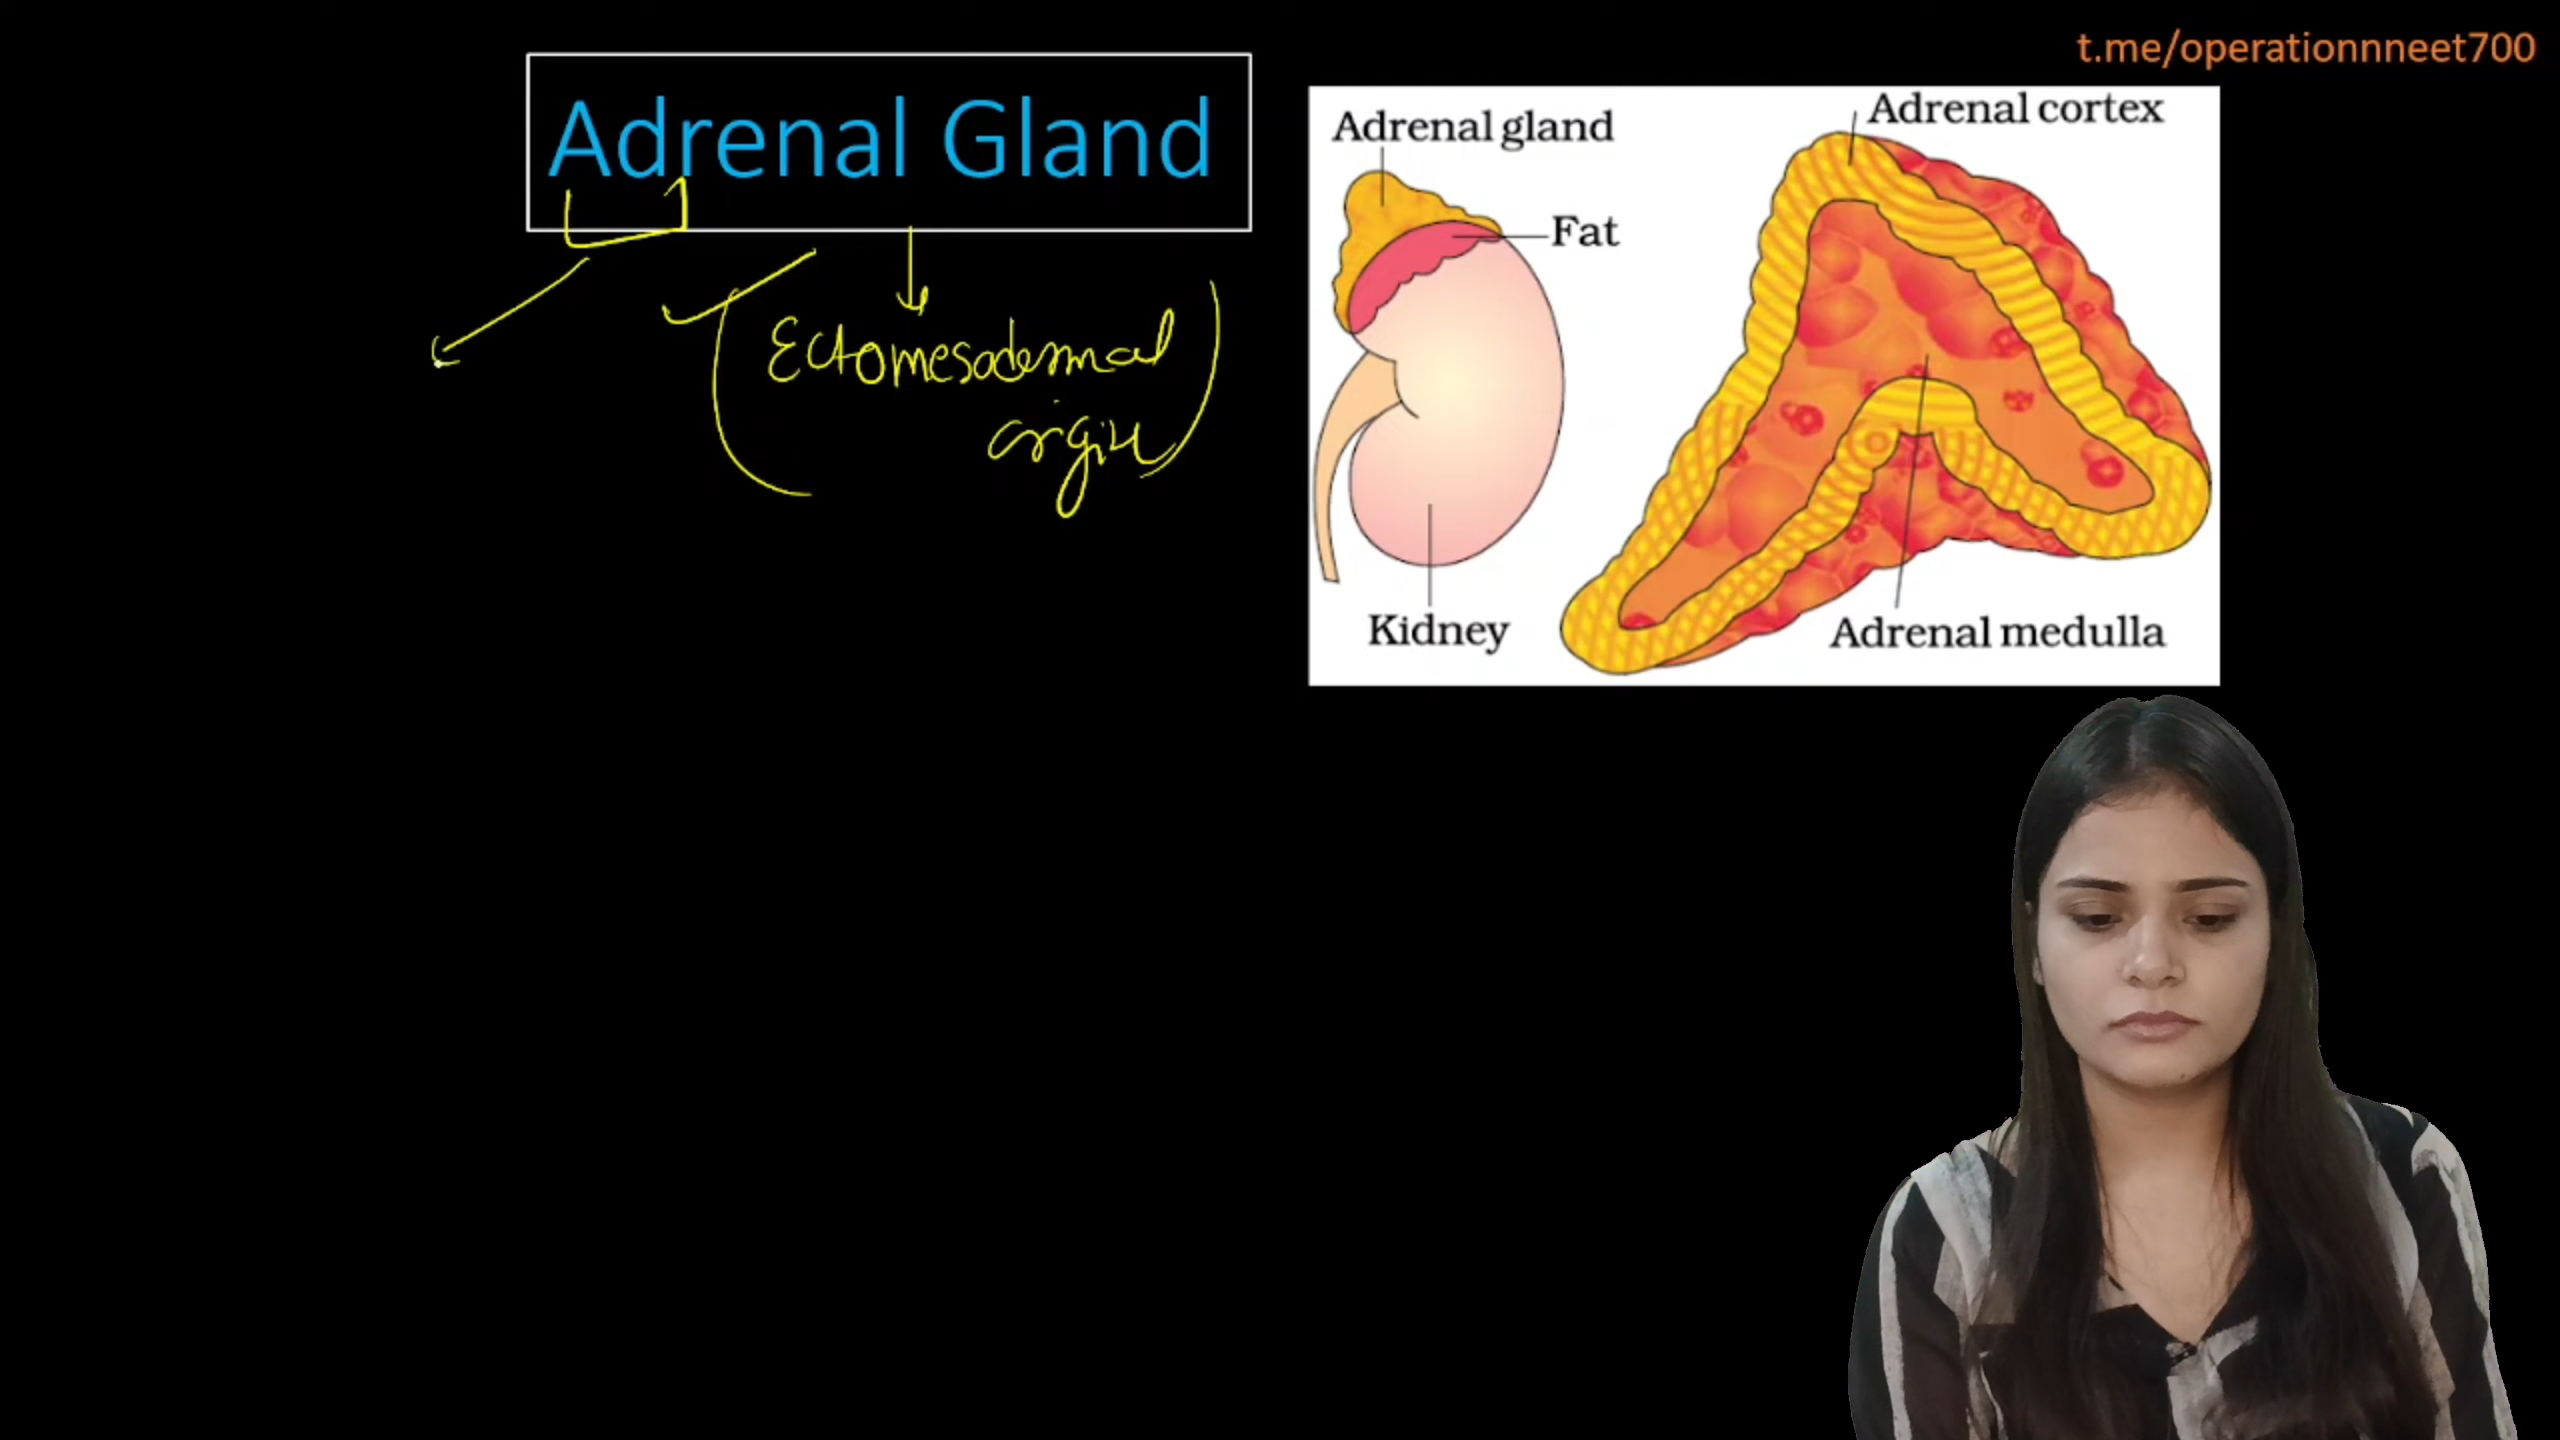 t.me/operationnneet700
Adrenal Gland
Ectomesodermal
origin
Adrenal gland
Adrenal cortex
Fat
Kidney
Adrenal medulla